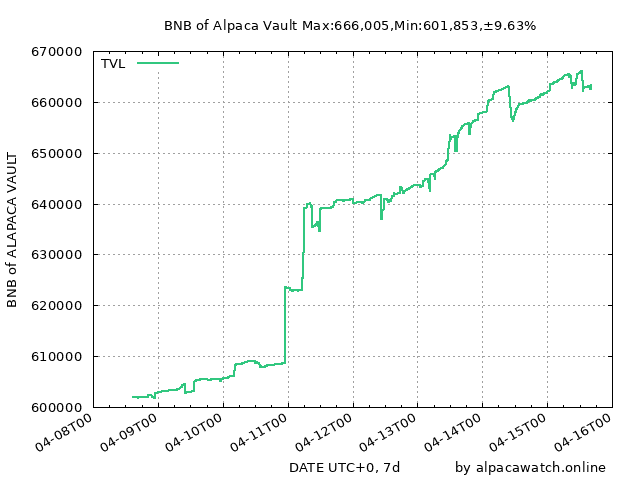 BNB of Alpaca Vault Max:666,005,Min:601,853,±9.63%
TVL
670000
660000
650000
640000
630000
620000
610000
600000
BNB of ALAPACA VAULT
04-08T00
04-09T00
04-10T00
04-11T00
04-12T00
04-13T00
04-14T00
04-15T00
04-16T00
DATE UTC+0, 7d
by alpacawatch.online